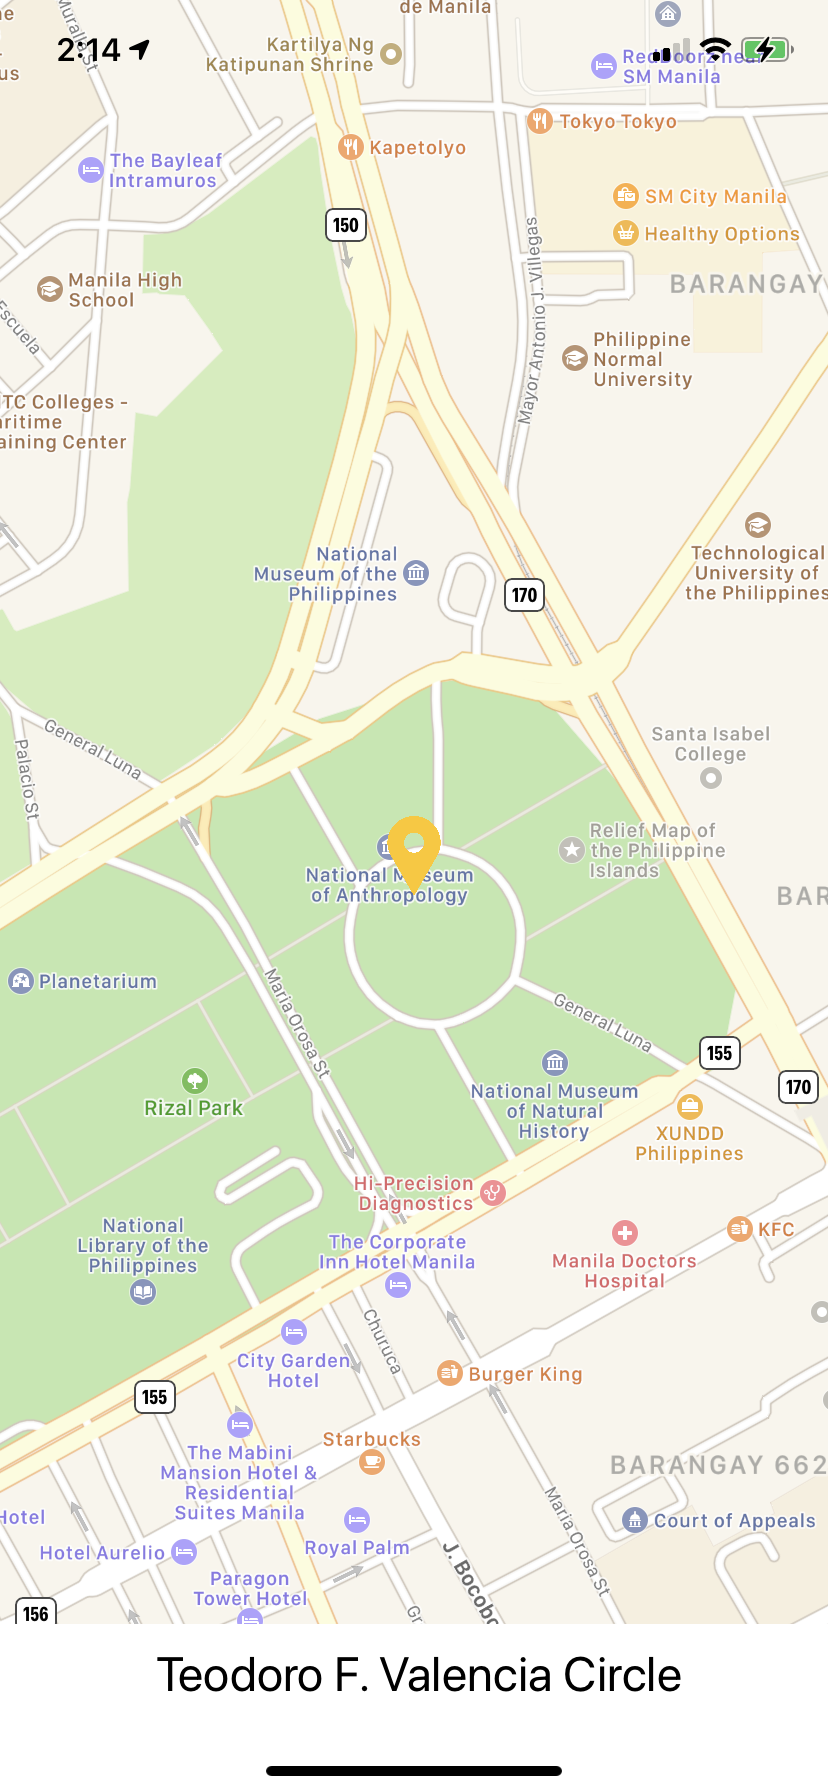 de Manila
2:14
Kartilya Ng
Katipunan Shrine
Muralla St
us
RedDoorz near
SM Manila
Tokyo Tokyo
Kapetolyo
The Bayleaf
Intramuros
SM City Manila
Healthy Options
150
Manila High
School
BARANGAY
Mayor Antonio J. Villegas
Escuela
Philippine
Normal
University
TC Colleges -
ritime
aining Center
Technological
University of
the Philippines
National
Museum of the
Philippines
170
General Luna
Palacio St
Santa Isabel
College
Relief Map of
the Philippine
Islands
National Museum
of Anthropology
BAR
Planetarium
Maria Orosa St
General Luna
155
170
Rizal Park
National Museum
of Natural
History
XUNDD
Philippines
Hi-Precision
Diagnostics
National
Library of the
Philippines
The Corporate
Inn Hotel Manila
KFC
Manila Doctors
Hospital
Churuca
City Garden
Hotel
Burger King
155
Starbucks
The Mabini
Mansion Hotel &
Residential
Suites Manila
BARANGAY 662
Hotel
Maria Orosa St
Court of Appeals
Royal Palm
Hotel Aurelio
J. Bocobo
Paragon
Tower Hotel
156
Gr
Teodoro F. Valencia Circle